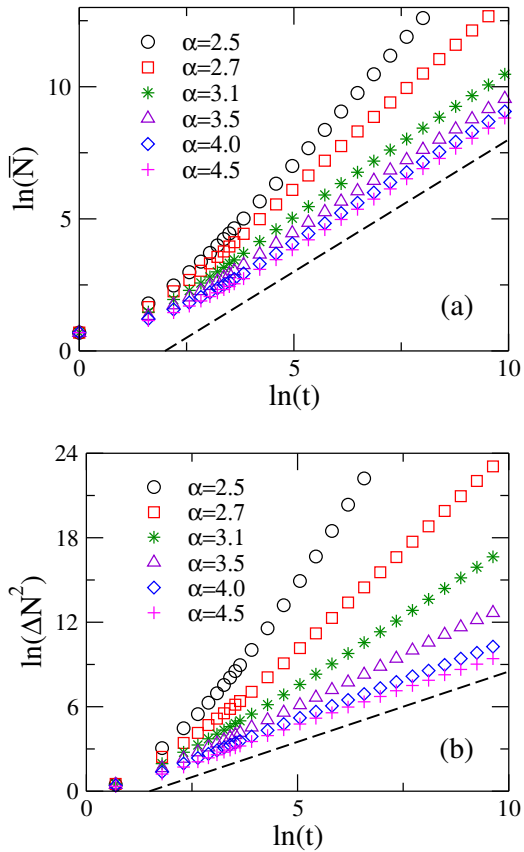 ln(N̅)
10
5
0
α=2.5
α=2.7
α=3.1
α=3.5
α=4.0
α=4.5
(a)
0 5 10
ln(t)
ln(ΔN²)
24
18
12
6
0
α=2.5
α=2.7
α=3.1
α=3.5
α=4.0
α=4.5
(b)
0 5 10
ln(t)